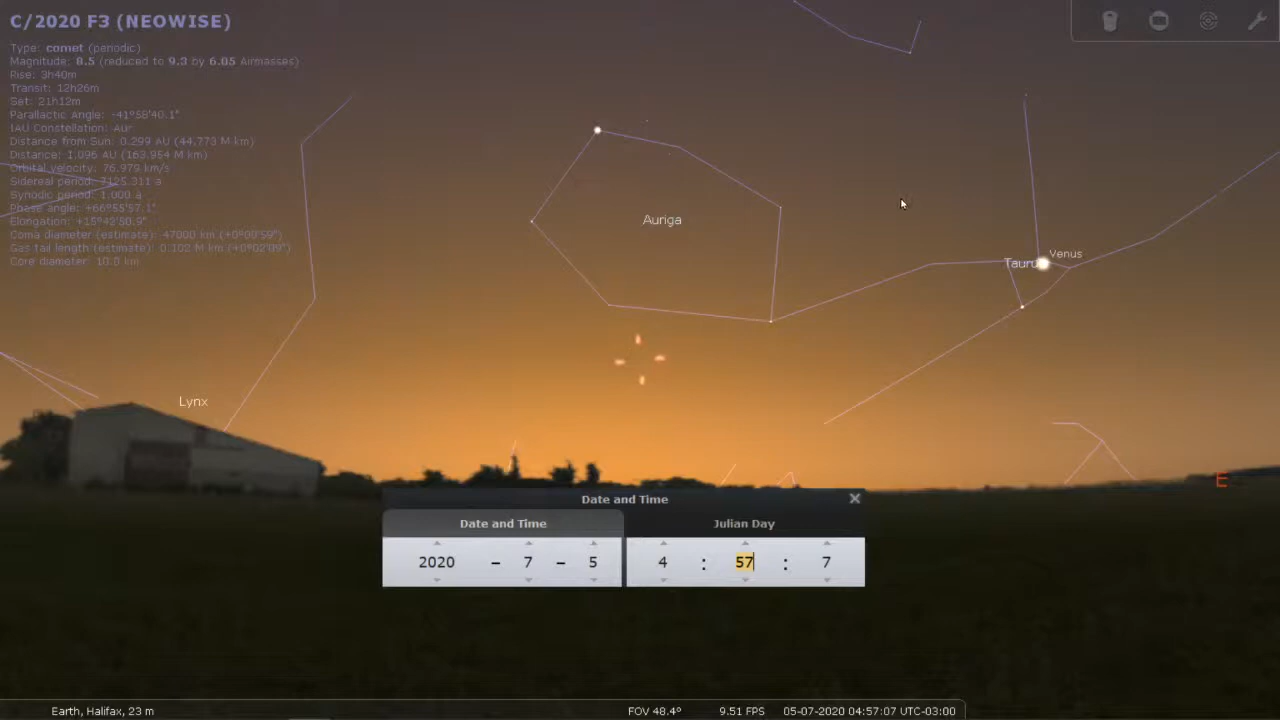 C/2020 F3 (NEOWISE)
Type: comet (periodic)
Magnitude: 8.5 (reduced to 9.3 by 6.05 Airmasses)
Rise: 3h40m
Transit: 12h26m
Set: 21h12m
Parallactic Angle: -41°58'40.1"
IAU Constellation: Aur
Distance from Sun: 0.299 AU (44.773 M km)
Distance: 1.096 AU (163.954 M km)
Orbital velocity: 76.979 km/s
Sidereal period: 7125.311 a
Synodic period: 1.000 a
Phase angle: +66°55'57.1"
Elongation: +15°42'50.9"
Coma diameter (estimate): 47000 km (+0°00'59")
Gas tail length (estimate): 0.102 M km (+0°02'09")
Core diameter: 10.0 km
Auriga
Venus
Lynx
E
Date and Time
Date and Time Julian Day
2020 - 7 - 5 4 : 57 : 7
Earth, Halifax, 23 m FOV 48.4° 9.51 FPS 05-07-2020 04:57:07 UTC-03:00